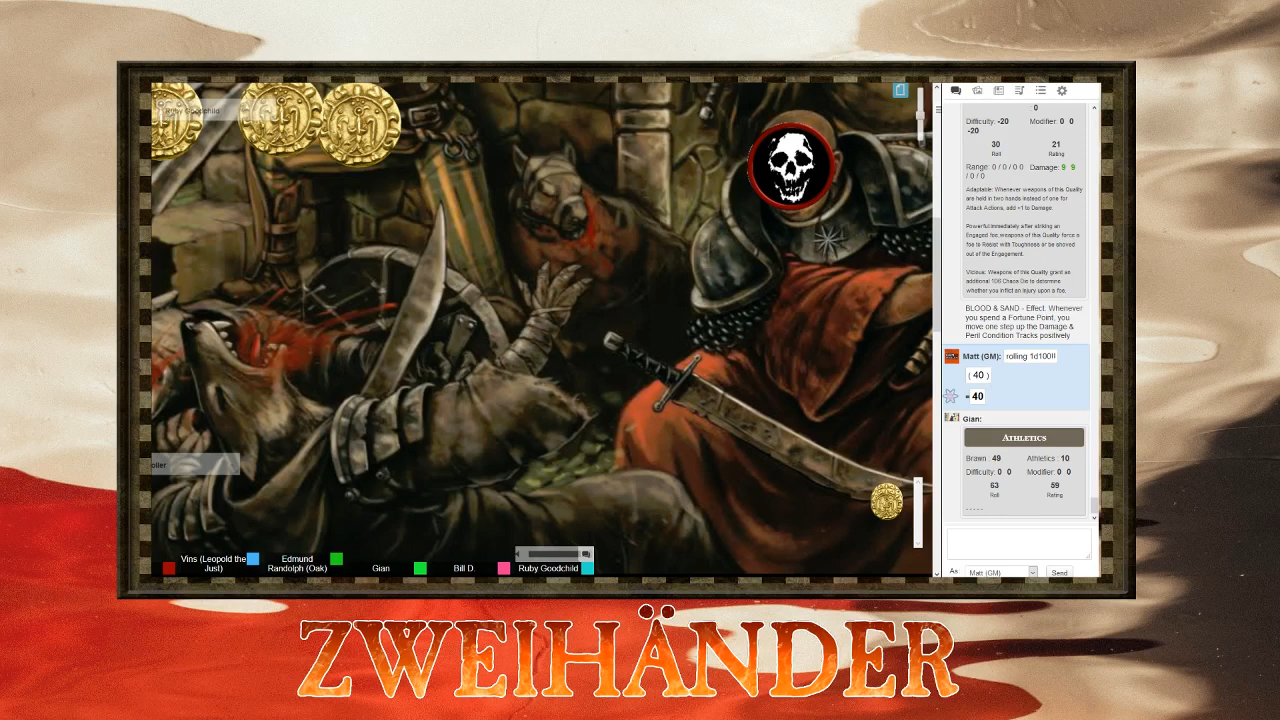 Ruby Goodchild
olier
Vins (Leopold the
Just)
Edmund
Randolph (Oak)
Gian
Bill D.
Ruby Goodchild
0
Difficulty: -20
-20
Modifier: 0 0
30
Roll
21
Rating
Range: 0 / 0 / 0 0
/ 0 / 0
Damage: 9 9
Adaptable: Whenever weapons of this Quality
are held in two hands instead of one for
Attack Actions, add +1 to Damage.
Powerful:Immediately after striking an
Engaged foe, weapons of this Quality force a
foe to Resist with Toughness or be shoved
out of the Engagement.
Vicious: Weapons of this Quality grant an
additional 1D6 Chaos Die to determine
whether you inflict an Injury upon a foe.
BLOOD & SAND - Effect: Whenever
you spend a Fortune Point, you
move one step up the Damage &
Peril Condition Tracks positively
Matt (GM): rolling 1d100!!
( 40 )
= 40
Gian:
ATHLETICS
Brawn : 49
Athletics : 10
Difficulty: 0 0
Modifier: 0 0
63
Roll
59
Rating
- - - - -
As:
Matt (GM)
Send
ZWEIHÄNDER